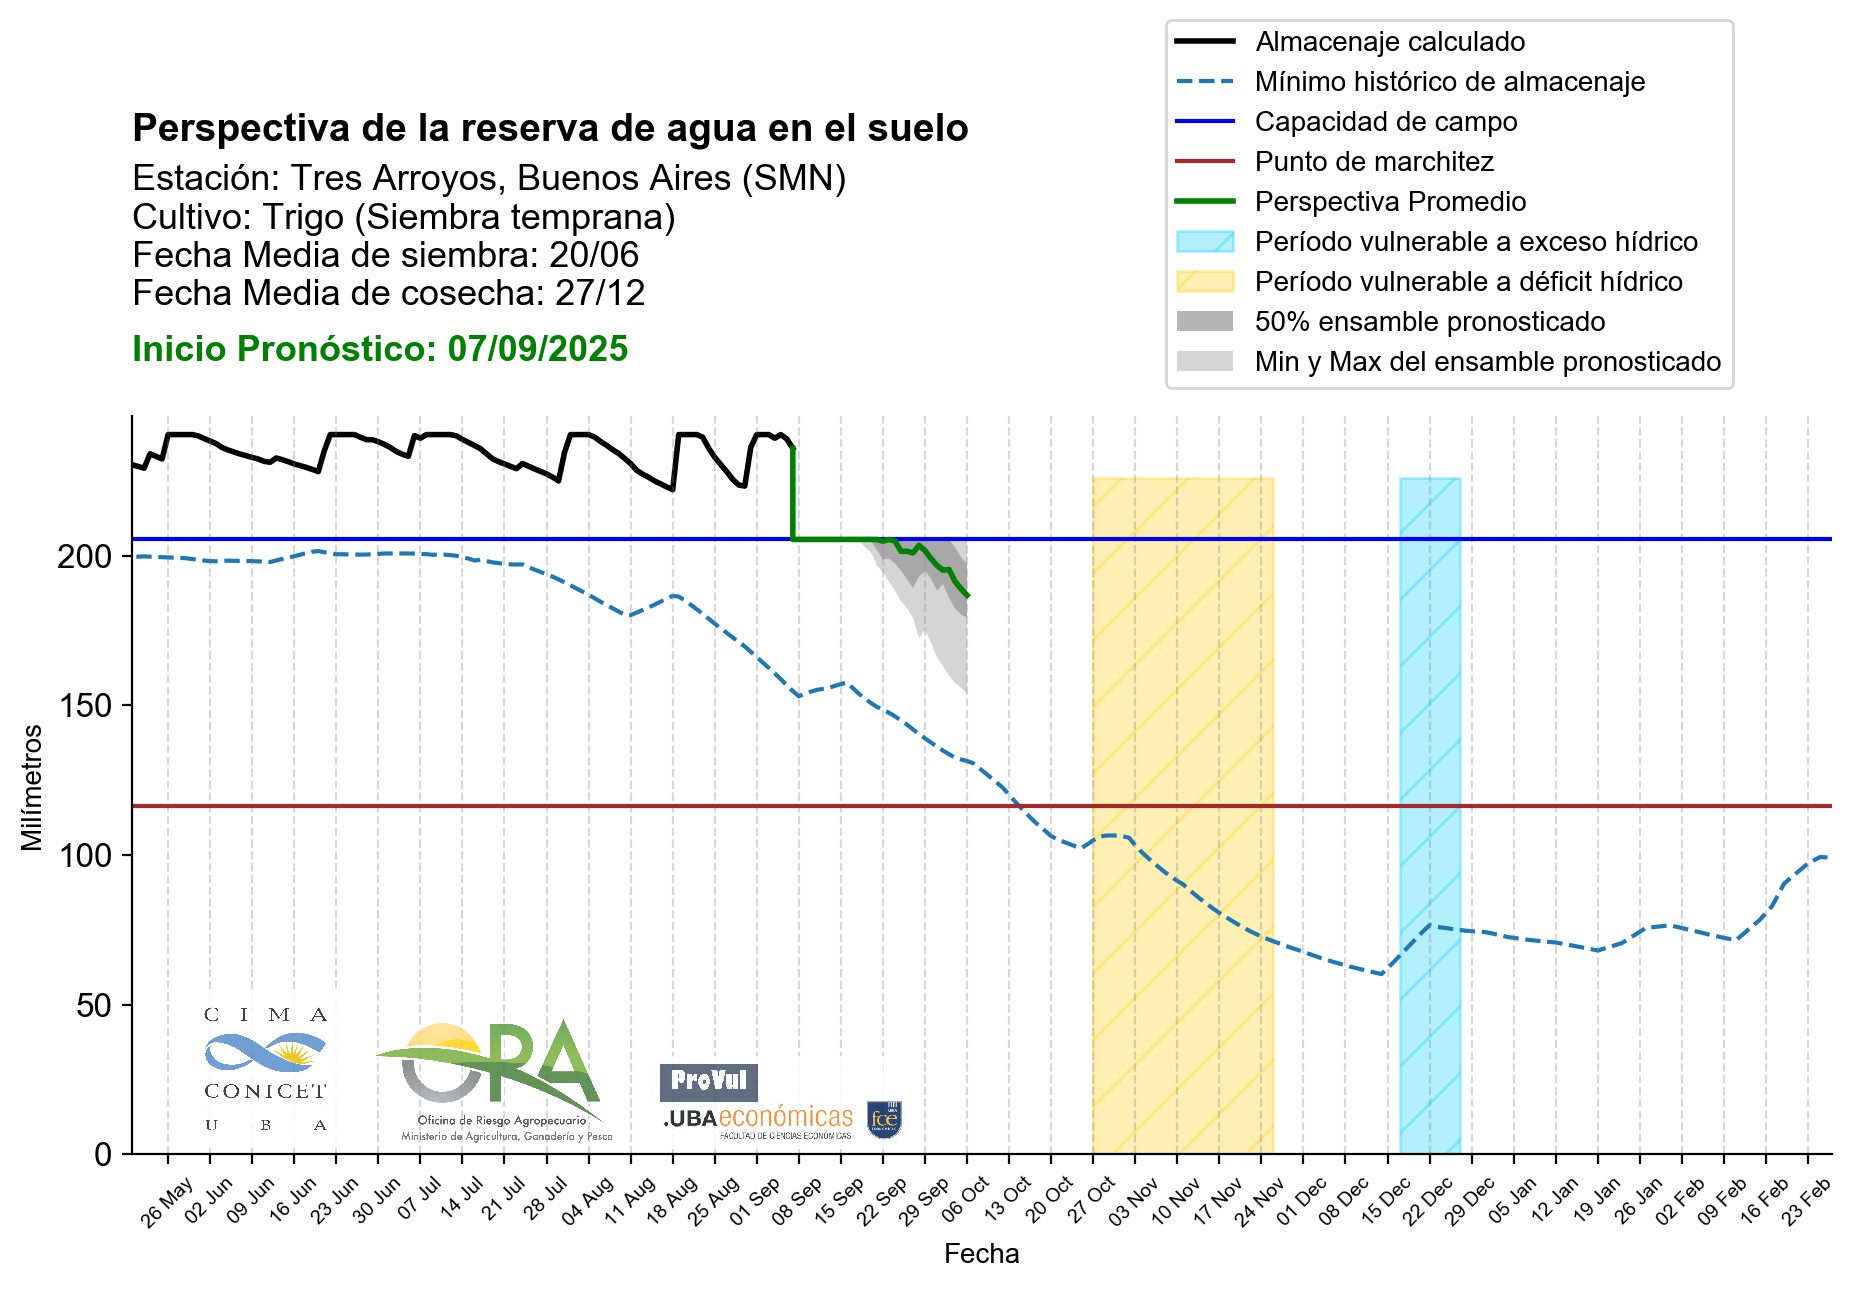 Almacenaje calculado
Mínimo histórico de almacenaje
Capacidad de campo
Punto de marchitez
Perspectiva Promedio
Período vulnerable a exceso hídrico
Período vulnerable a déficit hídrico
50% ensamble pronosticado
Min y Max del ensamble pronosticado
Perspectiva de la reserva de agua en el suelo
Estación: Tres Arroyos, Buenos Aires (SMN)
Cultivo: Trigo (Siembra temprana)
Fecha Media de siembra: 20/06
Fecha Media de cosecha: 27/12
Inicio Pronóstico: 07/09/2025
Milímetros
200
150
100
50
0
C I M A
CONICET
U B A
ORA
Oficina de Riesgo Agropecuario
Ministerio de Agricultura, Ganadería y Pesca
ProVul
.UBAeconómicas
FACULTAD DE CIENCIAS ECONÓMICAS
UBA
fce
26 May
02 Jun
09 Jun
16 Jun
23 Jun
30 Jun
07 Jul
14 Jul
21 Jul
28 Jul
04 Aug
11 Aug
18 Aug
25 Aug
01 Sep
08 Sep
15 Sep
22 Sep
29 Sep
06 Oct
13 Oct
20 Oct
27 Oct
03 Nov
10 Nov
17 Nov
24 Nov
01 Dec
08 Dec
15 Dec
22 Dec
29 Dec
05 Jan
12 Jan
19 Jan
26 Jan
02 Feb
09 Feb
16 Feb
23 Feb
Fecha